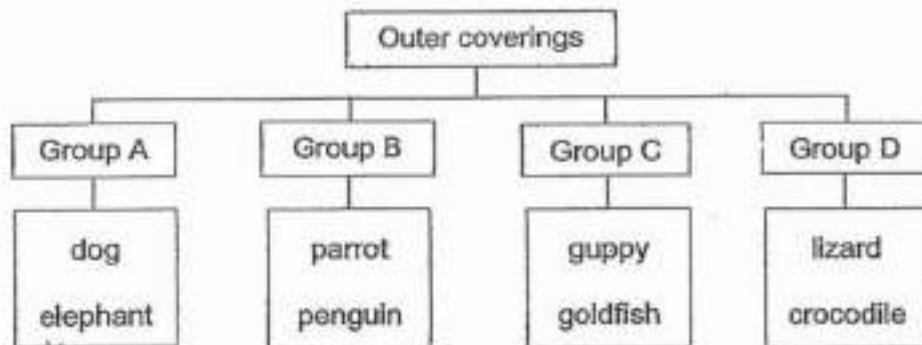 Outer coverings
Group A Group B Group C Group D
dog parrot guppy lizard
elephant penguin goldfish crocodile